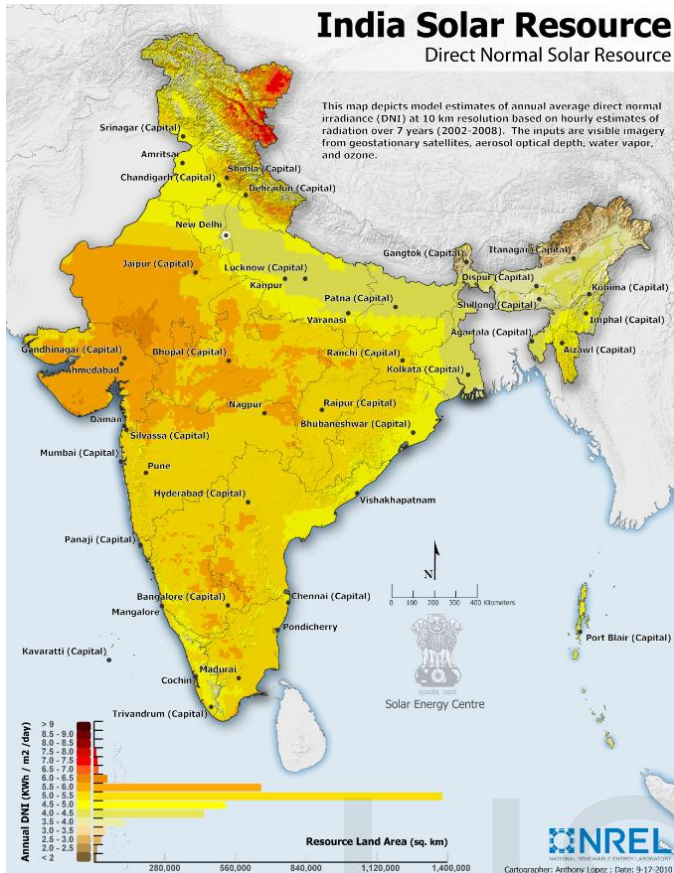 India Solar Resource
Direct Normal Solar Resource
This map depicts model estimates of annual average direct normal
irradiance (DNI) at 10 km resolution based on hourly estimates of
radiation over 7 years (2002-2008). The inputs are visible imagery
from geostationary satellites, aerosol optical depth, water vapor,
and ozone.
Srinagar (Capital)
Amritsar
Shimla (Capital)
Chandigarh (Capital)
Dehradun (Capital)
New Delhi
Gangtok (Capital)
Itanagar (Capital)
Jaipur (Capital)
Lucknow (Capital)
Dispur (Capital)
Kanpur
Kohima (Capital)
Patna (Capital)
Shillong (Capital)
Varanasi
Imphal (Capital)
Agartala (Capital)
Gandhinagar (Capital)
Bhopal (Capital)
Ranchi (Capital)
Aizawl (Capital)
Ahmedabad
Kolkata (Capital)
Nagpur
Raipur (Capital)
Daman
Bhubaneshwar (Capital)
Silvassa (Capital)
Mumbai (Capital)
Pune
Hyderabad (Capital)
Vishakhapatnam
Panaji (Capital)
N
Bangalore (Capital)
Chennai (Capital)
0 100 200 300 400 Kilometers
Mangalore
Pondicherry
Port Blair (Capital)
Kavaratti (Capital)
Madurai
Cochin
Solar Energy Centre
Trivandrum (Capital)
Annual DNI (KWh / m2 /day)
> 9
8.5 - 9.0
8.0 - 8.5
7.5 - 8.0
7.0 - 7.5
6.5 - 7.0
6.0 - 6.5
5.5 - 6.0
5.0 - 5.5
4.5 - 5.0
4.0 - 4.5
3.5 - 4.0
3.0 - 3.5
2.5 - 3.0
2.0 - 2.5
< 2
Resource Land Area (sq. km)
280,000 560,000 840,000 1,120,000 1,400,000
NREL
NATIONAL RENEWABLE ENERGY LABORATORY
Cartographer: Anthony Lopez ; Date: 9-17-2010